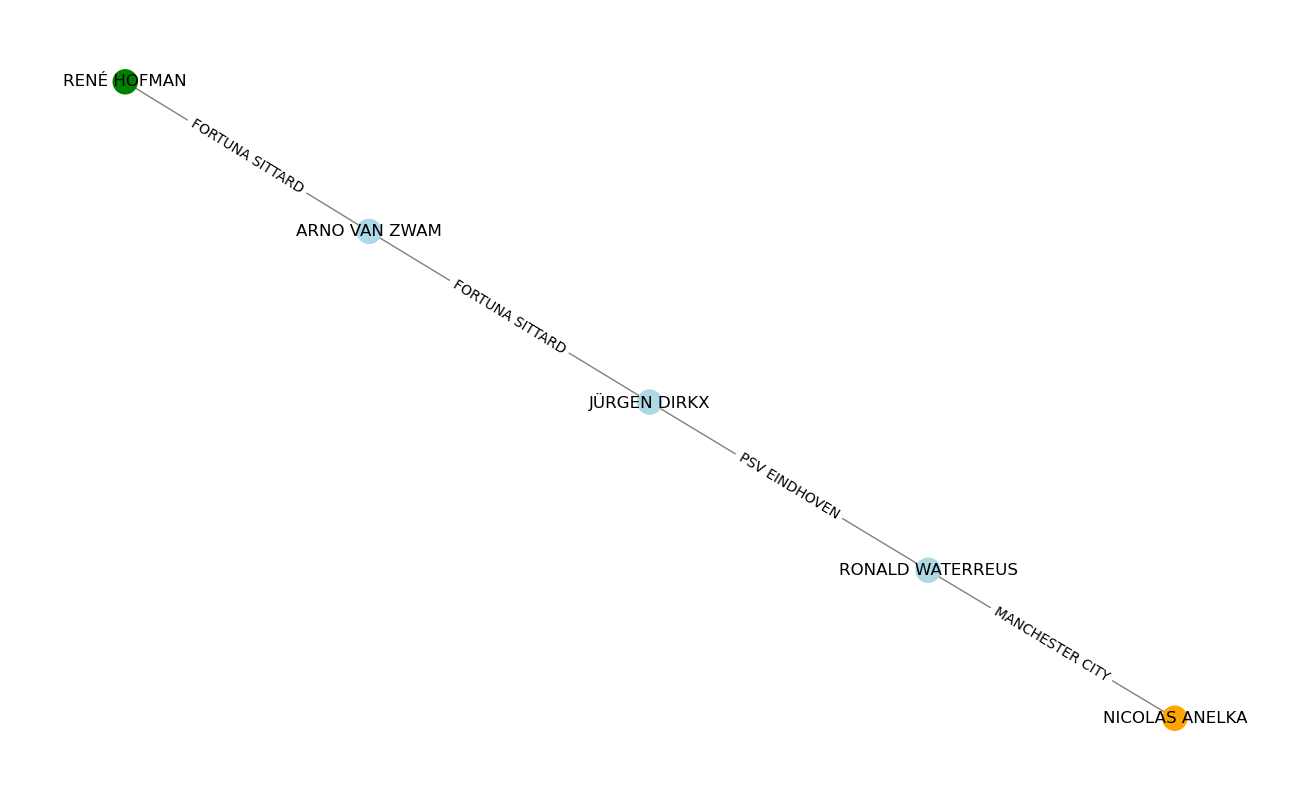 RENÉ HOFMAN
FORTUNA SITTARD
ARNO VAN ZWAM
FORTUNA SITTARD
JÜRGEN DIRKX
PSV EINDHOVEN
RONALD WATERREUS
MANCHESTER CITY
NICOLAS ANELKA